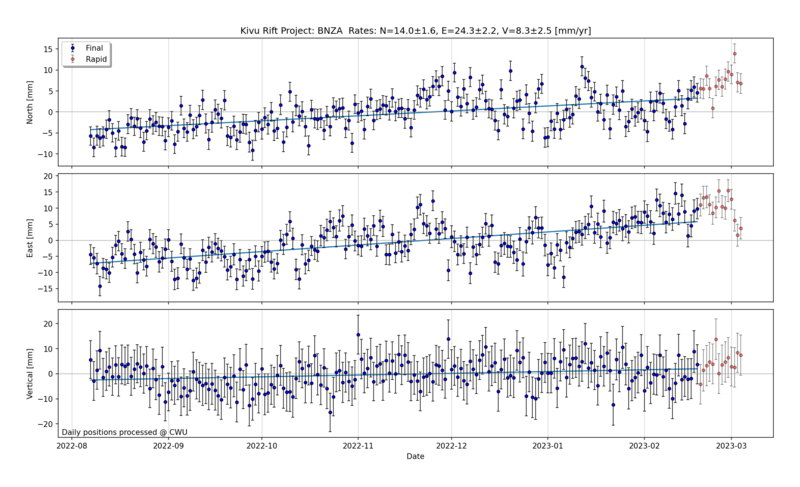 Kivu Rift Project: BNZA Rates: N=14.0±1.6, E=24.3±2.2, V=8.3±2.5 [mm/yr]
Final
Rapid
North [mm]
15
10
5
0
−5
−10
East [mm]
20
15
10
5
0
−5
−10
−15
Vertical [mm]
20
10
0
−10
−20
Daily positions processed @ CWU
2022-08 2022-09 2022-10 2022-11 2022-12 2023-01 2023-02 2023-03
Date